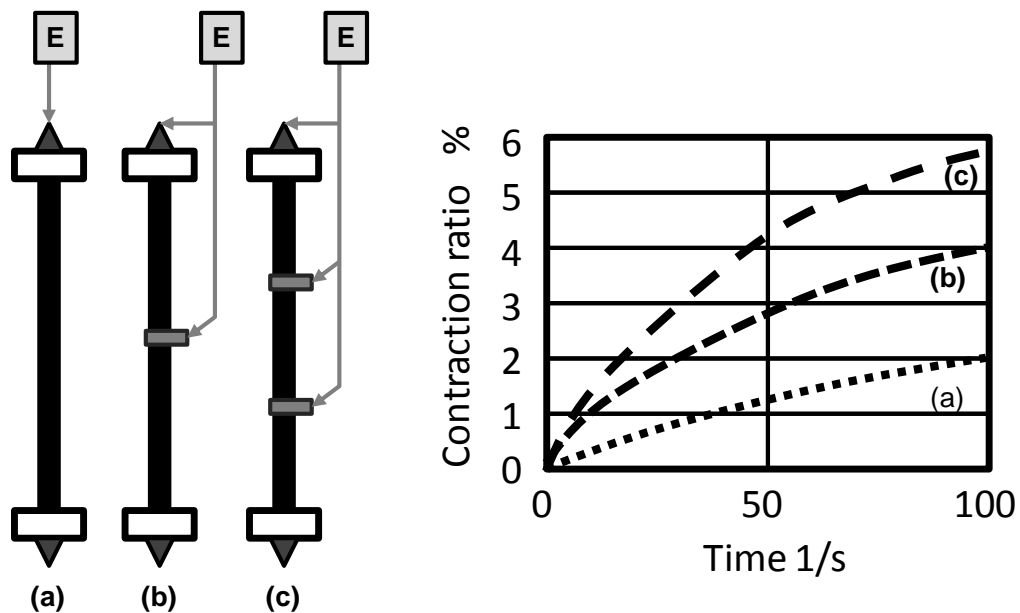 E E E
(a) (b) (c)
Contraction ratio %
6
5
4
3
2
1
0
(c)
(b)
(a)
0 50 100
Time 1/s